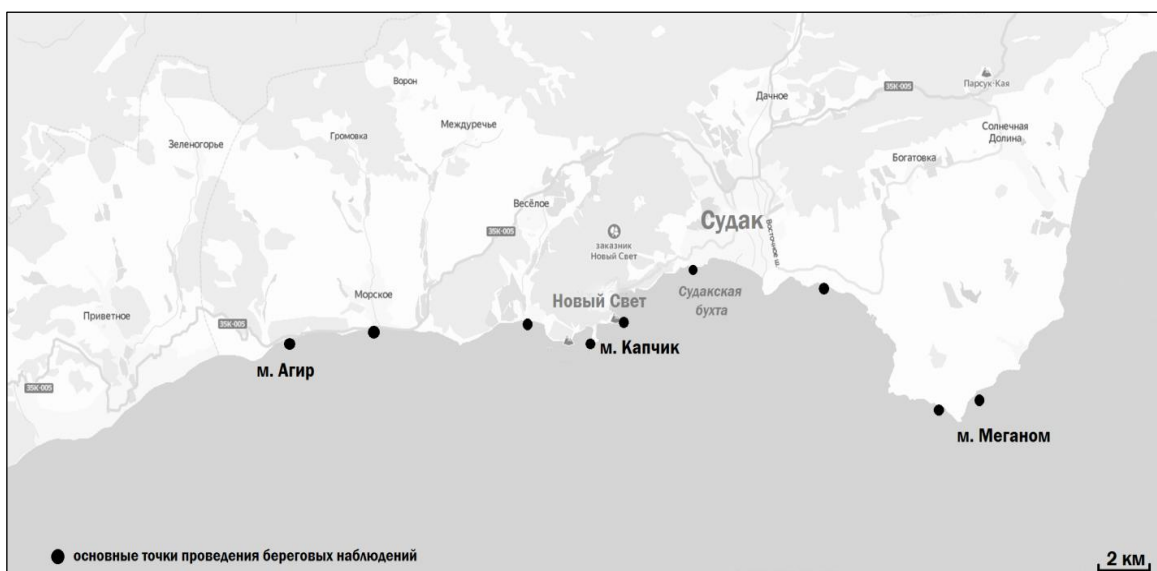 Ворон
Парсук-Кая
35К-005
Дачное
Междуречье
Солнечная
Долина
Громовка
Зеленогорье
Богатовка
Весёлое
Судак
Восточное ш.
35К-005
заказник
Новый Свет
Судакская
бухта
Морское
Новый Свет
Приветное
35К-005
м. Капчик
м. Агир
35К-005
м. Меганом
основные точки проведения береговых наблюдений
2 км